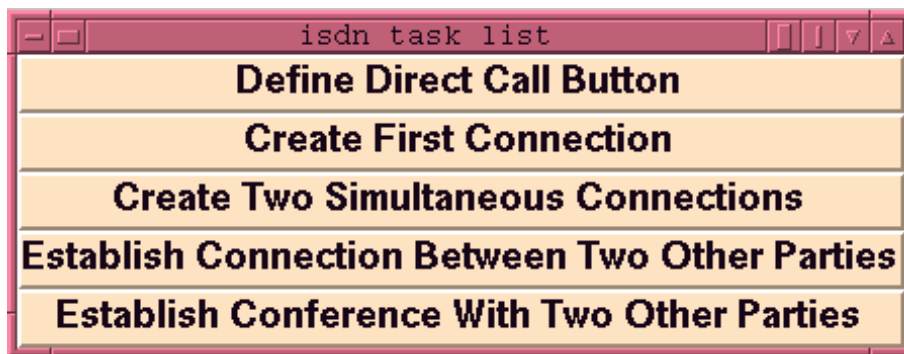 isdn task list
Define Direct Call Button
Create First Connection
Create Two Simultaneous Connections
Establish Connection Between Two Other Parties
Establish Conference With Two Other Parties